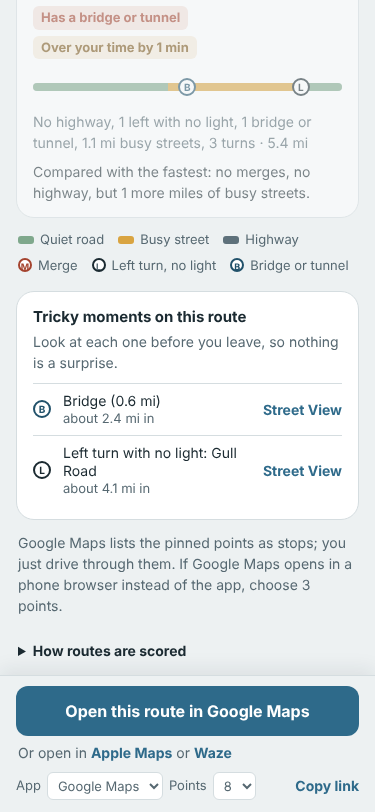 Has a bridge or tunnel
Over your time by 1 min
B L
No highway, 1 left with no light, 1 bridge or
tunnel, 1.1 mi busy streets, 3 turns · 5.4 mi
Compared with the fastest: no merges, no
highway, but 1 more miles of busy streets.
Quiet road Busy street Highway
M Merge L Left turn, no light B Bridge or tunnel
Tricky moments on this route
Look at each one before you leave, so nothing
is a surprise.
B Bridge (0.6 mi) Street View
about 2.4 mi in
L Left turn with no light: Gull
Road Street View
about 4.1 mi in
Google Maps lists the pinned points as stops; you
just drive through them. If Google Maps opens in a
phone browser instead of the app, choose 3
points.
How routes are scored
Open this route in Google Maps
Or open in Apple Maps or Waze
App Google Maps Points 8 Copy link